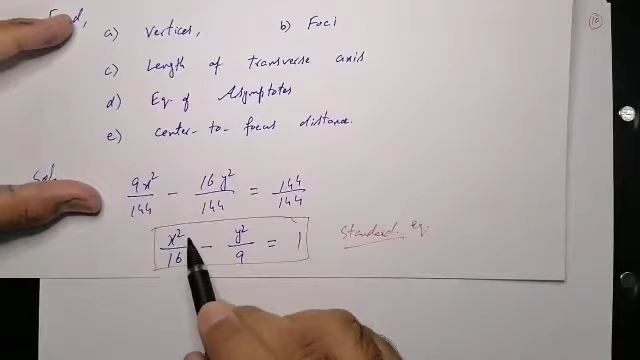 Find,
a) Vertices, b) Foci
c) Length of transverse axis
d) Eq of Asymptotes
e) center-to-focus distance.
Sol.
9x²/144 - 16y²/144 = 144/144
x²/16 - y²/9 = 1 Standard. eq
10